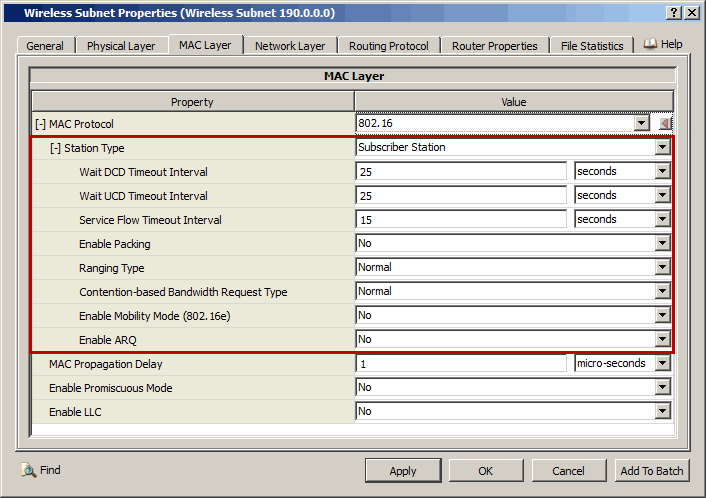 Wireless Subnet Properties (Wireless Subnet 190.0.0.0)
General Physical Layer MAC Layer Network Layer Routing Protocol Router Properties File Statistics Help
MAC Layer
Property Value
[-] MAC Protocol 802.16
[-] Station Type Subscriber Station
Wait DCD Timeout Interval 25 seconds
Wait UCD Timeout Interval 25 seconds
Service Flow Timeout Interval 15 seconds
Enable Packing No
Ranging Type Normal
Contention-based Bandwidth Request Type Normal
Enable Mobility Mode (802.16e) No
Enable ARQ No
MAC Propagation Delay 1 micro-seconds
Enable Promiscuous Mode No
Enable LLC No
Find Apply OK Cancel Add To Batch